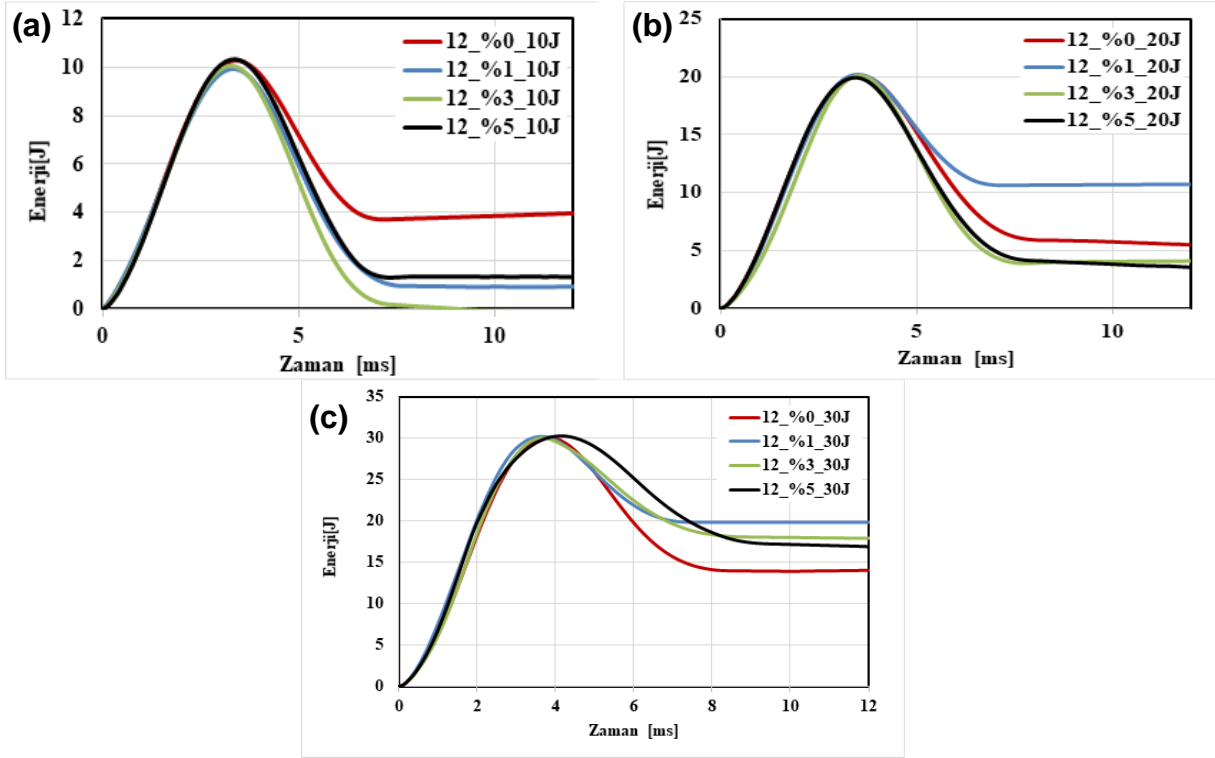 (a)
12
10
8
6
4
2
0
Enerji[J]
12_%0_10J
12_%1_10J
12_%3_10J
12_%5_10J
0 5 10
Zaman [ms]
(b)
25
20
15
10
5
0
Enerji[J]
12_%0_20J
12_%1_20J
12_%3_20J
12_%5_20J
0 5 10
Zaman [ms]
(c)
35
30
25
20
15
10
5
0
Enerji[J]
12_%0_30J
12_%1_30J
12_%3_30J
12_%5_30J
0 2 4 6 8 10 12
Zaman [ms]